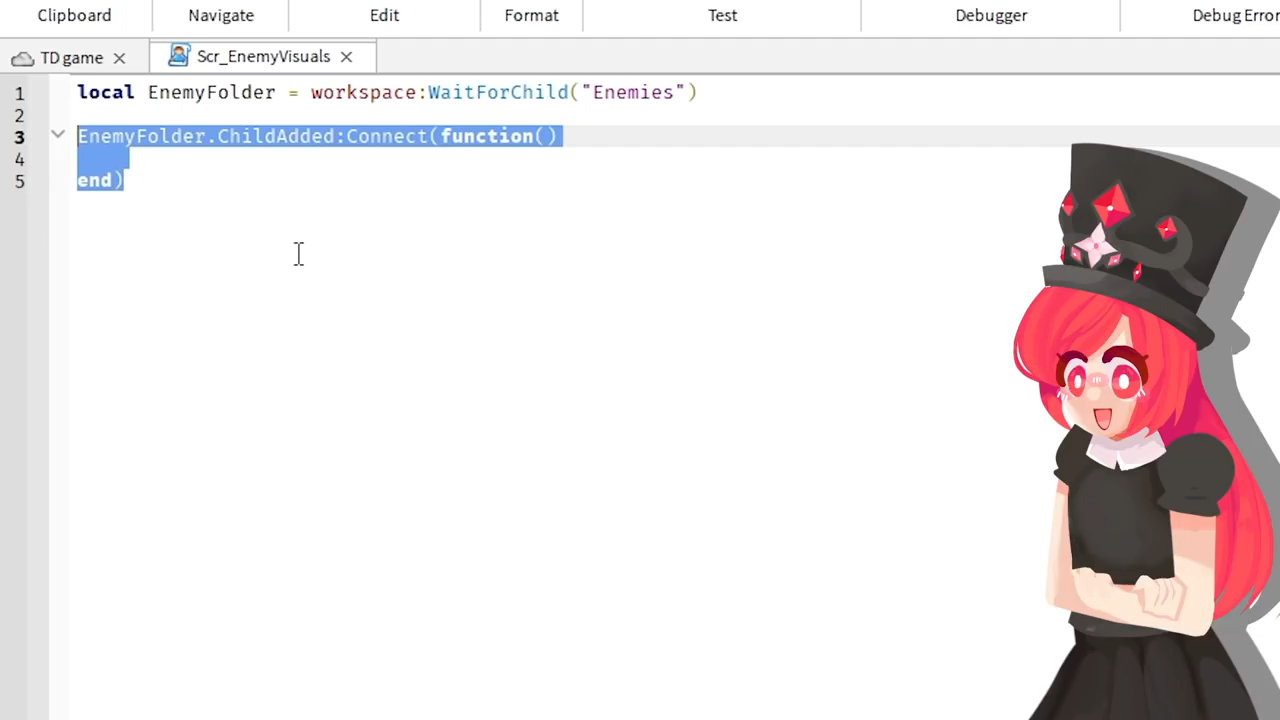 Clipboard Navigate Edit Format Test Debugger Debug Error
TD game Scr_EnemyVisuals
1 local EnemyFolder = workspace:WaitForChild("Enemies")
2
3 EnemyFolder.ChildAdded:Connect(function()
4
5 end)